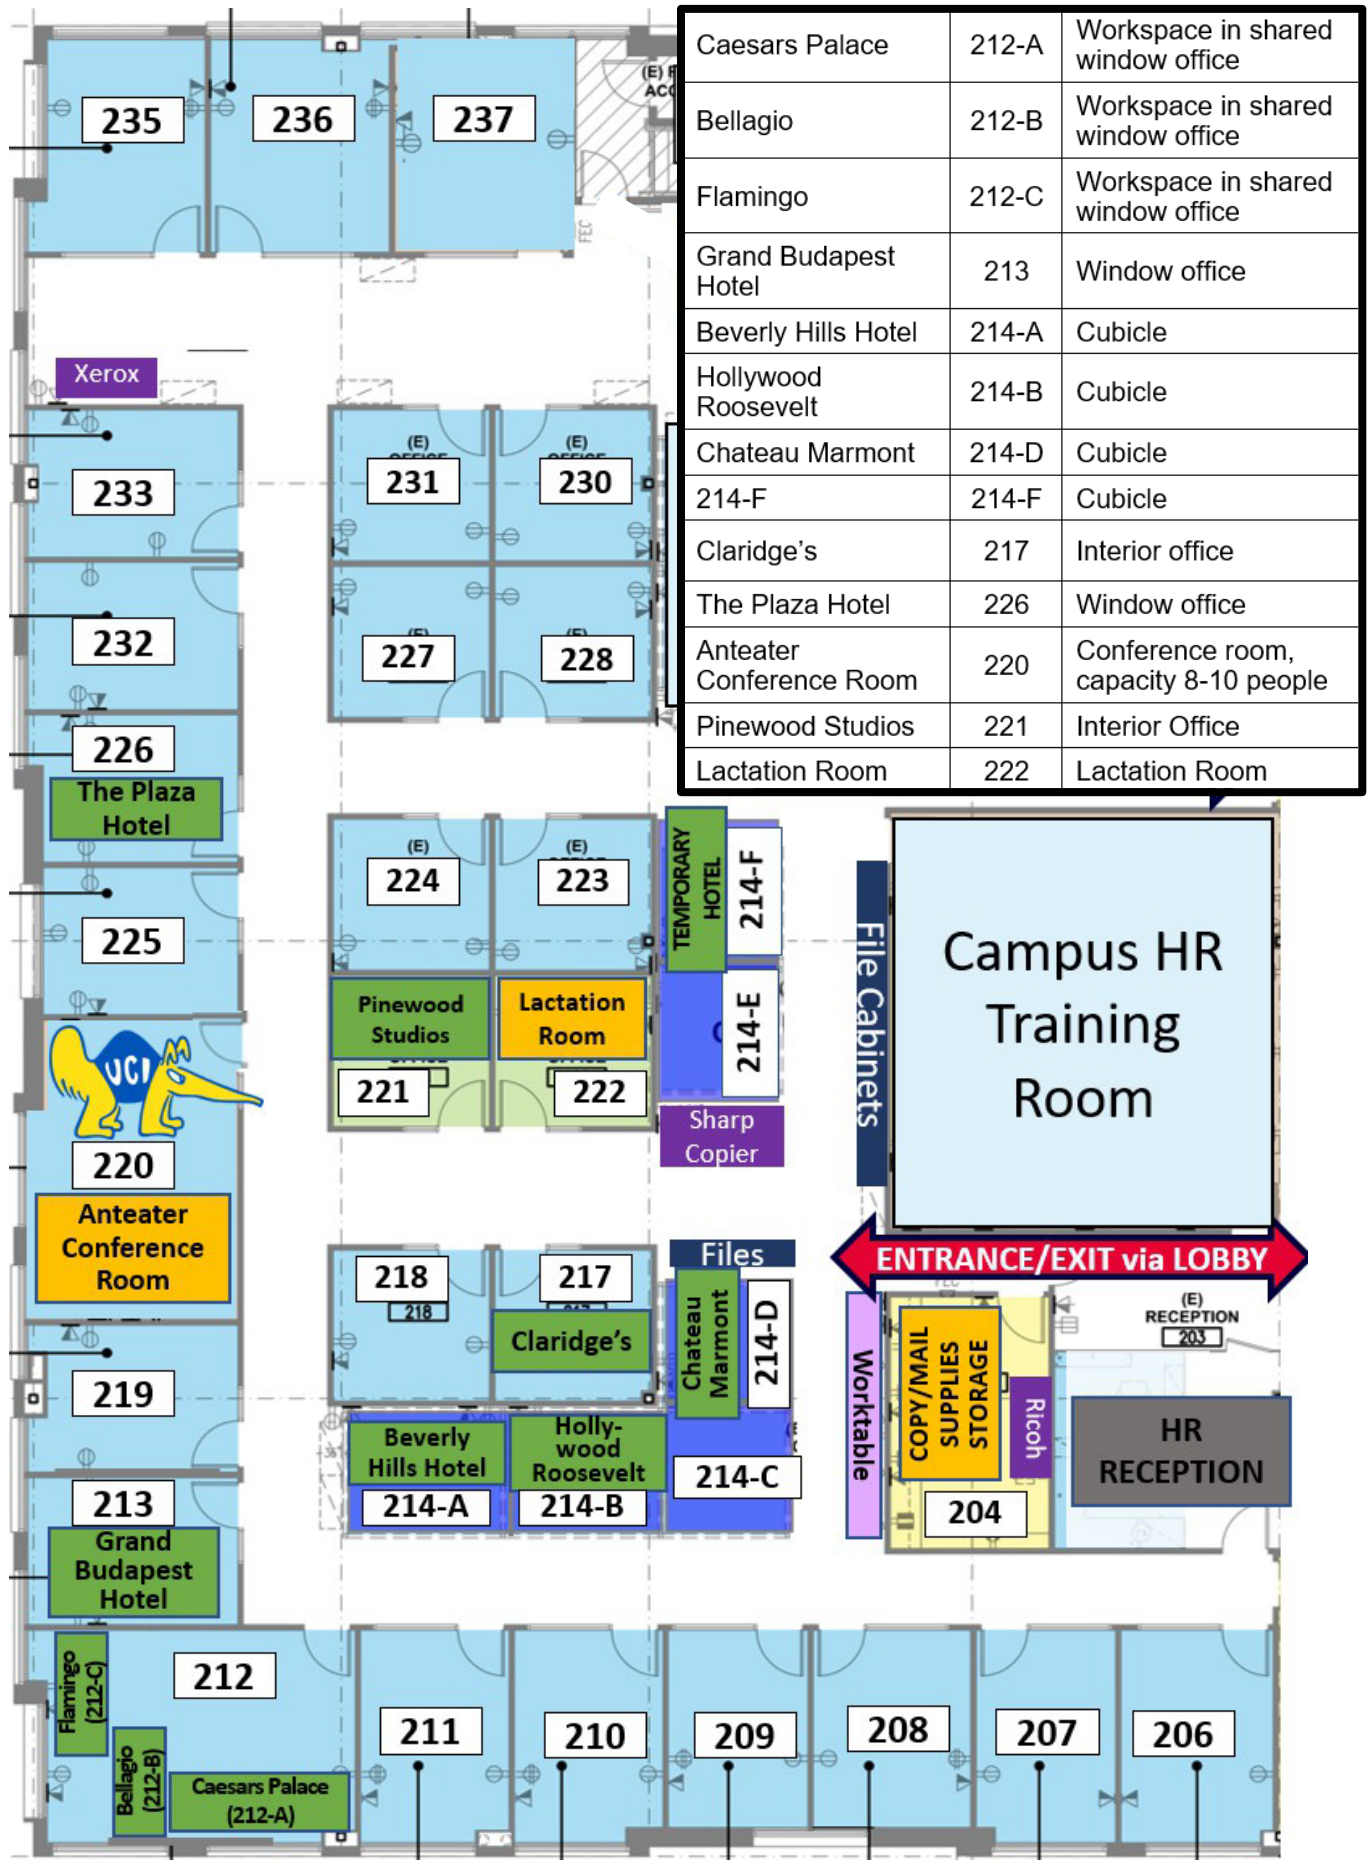 Caesars Palace 212-A Workspace in shared window office
Bellagio 212-B Workspace in shared window office
Flamingo 212-C Workspace in shared window office
Grand Budapest Hotel 213 Window office
Beverly Hills Hotel 214-A Cubicle
Hollywood Roosevelt 214-B Cubicle
Chateau Marmont 214-D Cubicle
214-F 214-F Cubicle
Claridge's 217 Interior office
The Plaza Hotel 226 Window office
Anteater Conference Room 220 Conference room, capacity 8-10 people
Pinewood Studios 221 Interior Office
Lactation Room 222 Lactation Room
235
236
237
(E)
FEC
Xerox
233
(E)
231
(E)
230
232
227
228
226
The Plaza
Hotel
225
(E)
224
(E)
223
TEMPORARY
HOTEL
214-F
Pinewood
Studios
221
Lactation
Room
222
214-E
Sharp
Copier
File Cabinets
Campus HR
Training
Room
UCI
220
Anteater
Conference
Room
ENTRANCE/EXIT via LOBBY
FEC
218
218
217
Claridge's
Files
Chateau
Marmont
214-D
219
Beverly
Hills Hotel
214-A
Holly-
wood
Roosevelt
214-B
214-C
Worktable
COPY/MAIL
SUPPLIES
STORAGE
Ricoh
204
(E)
RECEPTION
203
HR
RECEPTION
213
Grand
Budapest
Hotel
212
Flamingo
(212-C)
Bellagio
(212-B)
Caesars Palace
(212-A)
211
210
209
208
207
206